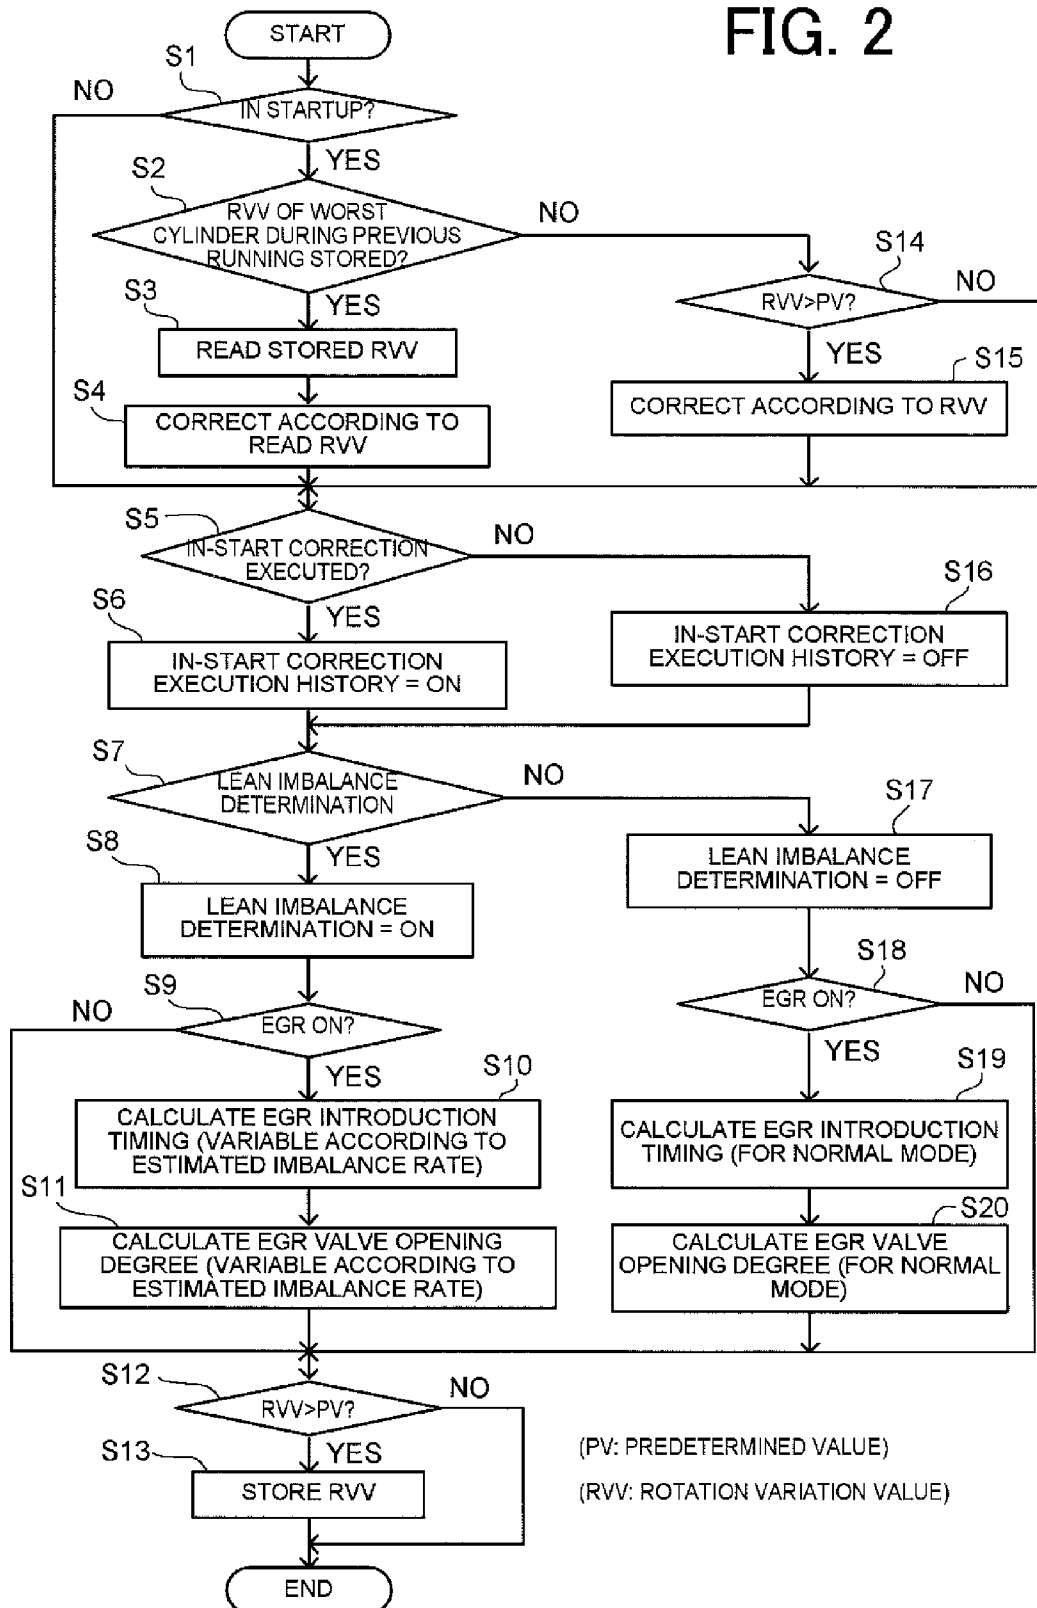 FIG. 2
START
S1
NO
IN STARTUP?
YES
S2
RVV OF WORST
CYLINDER DURING PREVIOUS
RUNNING STORED?
NO
S14
RVV>PV?
NO
YES
S3
READ STORED RVV
YES
S15
CORRECT ACCORDING TO RVV
S4
CORRECT ACCORDING TO
READ RVV
S5
IN-START CORRECTION
EXECUTED?
NO
YES
S16
IN-START CORRECTION
EXECUTION HISTORY = OFF
S6
IN-START CORRECTION
EXECUTION HISTORY = ON
S7
LEAN IMBALANCE
DETERMINATION
NO
YES
S17
LEAN IMBALANCE
DETERMINATION = OFF
S8
LEAN IMBALANCE
DETERMINATION = ON
S18
EGR ON?
NO
YES
S9
NO
EGR ON?
YES
S10
CALCULATE EGR INTRODUCTION
TIMING (VARIABLE ACCORDING TO
ESTIMATED IMBALANCE RATE)
S19
CALCULATE EGR INTRODUCTION
TIMING (FOR NORMAL MODE)
S11
CALCULATE EGR VALVE OPENING
DEGREE (VARIABLE ACCORDING TO
ESTIMATED IMBALANCE RATE)
S20
CALCULATE EGR VALVE
OPENING DEGREE (FOR NORMAL
MODE)
S12
RVV>PV?
NO
YES
S13
STORE RVV
(PV: PREDETERMINED VALUE)
(RVV: ROTATION VARIATION VALUE)
END